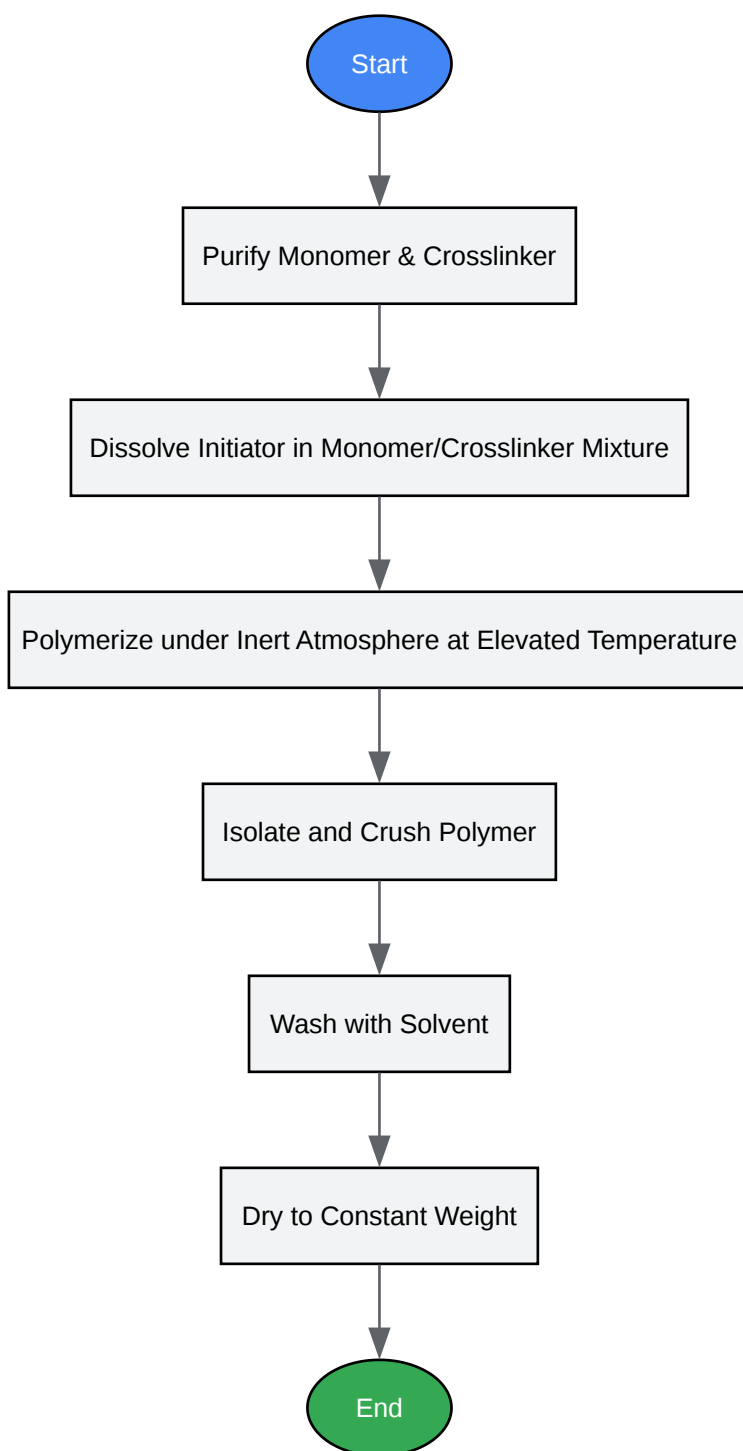 Start
Purify Monomer & Crosslinker
Dissolve Initiator in Monomer/Crosslinker Mixture
Polymerize under Inert Atmosphere at Elevated Temperature
Isolate and Crush Polymer
Wash with Solvent
Dry to Constant Weight
End